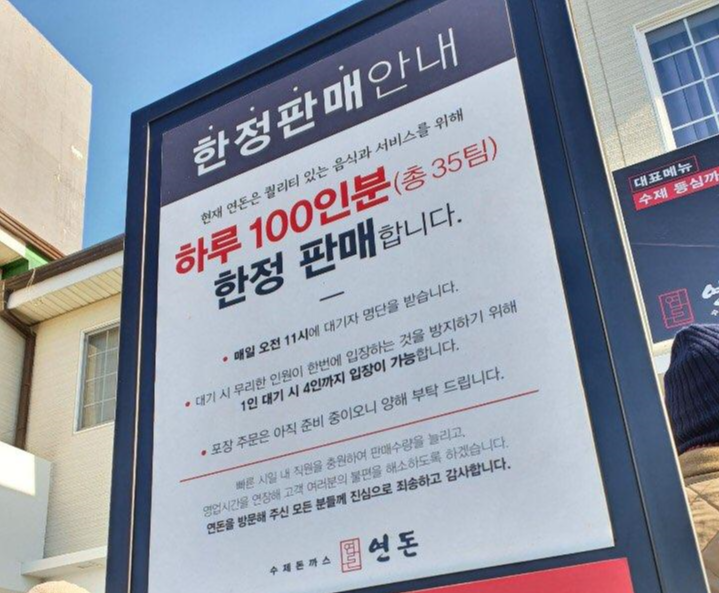 한정판매안내
현재 연돈은 퀄리티 있는 음식과 서비스를 위해
하루 100인분(총 35팀)
한정 판매합니다.
• 매일 오전 11시에 대기자 명단을 받습니다.
• 대기 시 무리한 인원이 한번에 입장하는 것을 방지하기 위해
1인 대기 시 4인까지 입장이 가능합니다.
• 포장 주문은 아직 준비 중이오니 양해 부탁 드립니다.
빠른 시일 내 직원을 충원하여 판매수량을 늘리고,
영업시간을 연장해 고객 여러분의 불편을 해소하도록 하겠습니다.
연돈을 방문해 주신 모든 분들께 진심으로 죄송하고 감사합니다.
수제돈까스 연돈 연돈
대표메뉴
수제 등심까
연돈